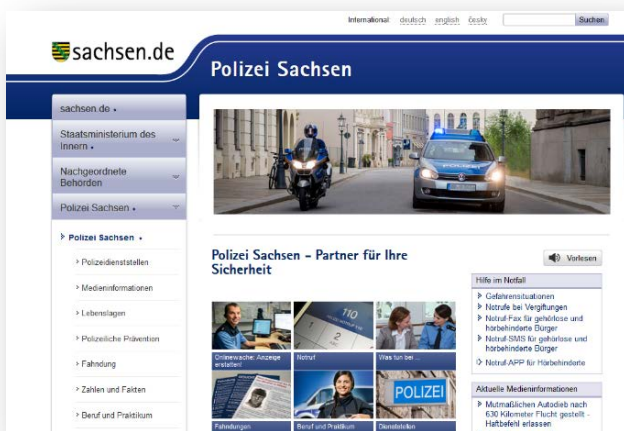 International deutsch english česky Suchen
sachsen.de
Polizei Sachsen
sachsen.de
Staatsministerium des
Innern
Nachgeordnete
Behörden
Polizei Sachsen
Polizei Sachsen
Polizeidienststellen
Medieninformationen
Lebenslagen
Polizeiliche Prävention
Fahndung
Zahlen und Fakten
Beruf und Praktikum
POLIZEI
Polizei Sachsen - Partner für Ihre
Sicherheit
Vorlesen
Onlinewache: Anzeige
erstatten!
110
Notruf
Was tun bei ...
Fahndungen
Beruf und Praktikum
POLIZEI
Dienststellen
Hilfe im Notfall
Gefahrensituationen
Notrufe bei Vergiftungen
Notruf-Fax für gehörlose und
hörbehinderte Bürger
Notruf-SMS für gehörlose und
hörbehinderte Bürger
Notruf-APP für Hörbehinderte
Aktuelle Medieninformationen
Mutmaßlichen Autodieb nach
630 Kilometer Flucht gestellt -
Haftbefehl erlassen